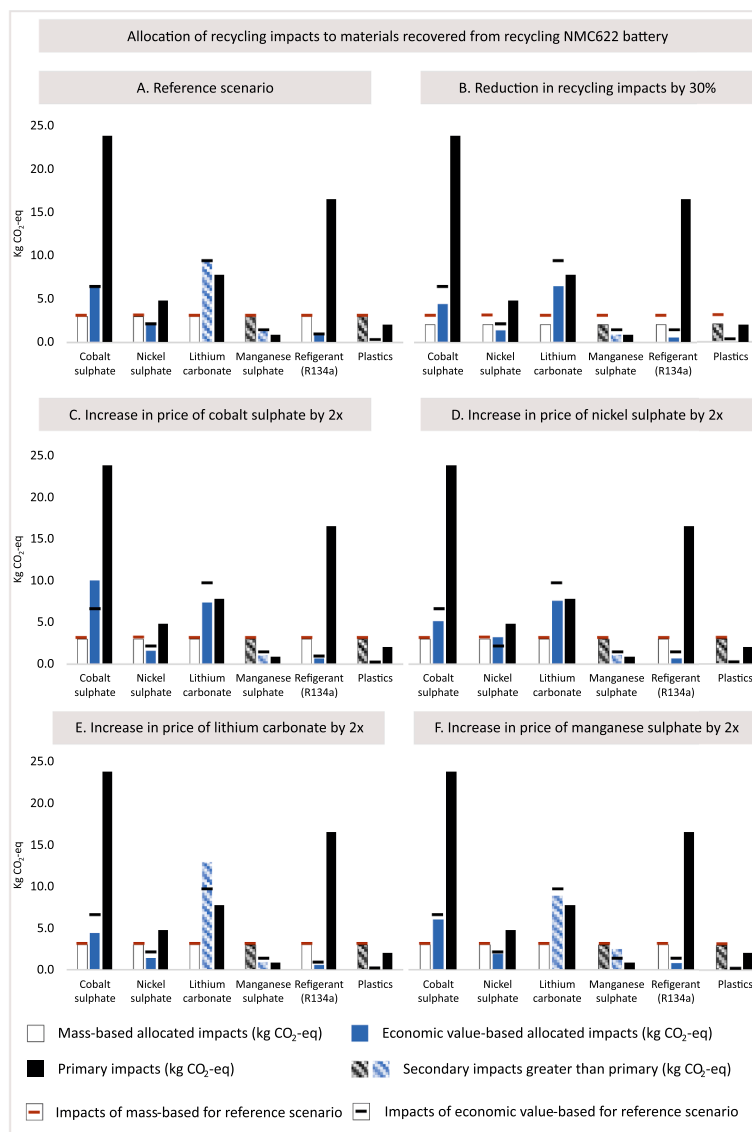 Allocation of recycling impacts to materials recovered from recycling NMC622 battery
A. Reference scenario
B. Reduction in recycling impacts by 30%
25.0
20.0
15.0
10.0
5.0
0.0
Kg CO2-eq
Cobalt
sulphate
Nickel
sulphate
Lithium
carbonate
Manganese
sulphate
Refigerant
(R134a)
Plastics
Cobalt
sulphate
Nickel
sulphate
Lithium
carbonate
Manganese
sulphate
Refigerant
(R134a)
Plastics
C. Increase in price of cobalt sulphate by 2x
D. Increase in price of nickel sulphate by 2x
25.0
20.0
15.0
10.0
5.0
0.0
Kg CO2-eq
Cobalt
sulphate
Nickel
sulphate
Lithium
carbonate
Manganese
sulphate
Refigerant
(R134a)
Plastics
Cobalt
sulphate
Nickel
sulphate
Lithium
carbonate
Manganese
sulphate
Refigerant
(R134a)
Plastics
E. Increase in price of lithium carbonate by 2x
F. Increase in price of manganese sulphate by 2x
25.0
20.0
15.0
10.0
5.0
0.0
Kg CO2-eq
Cobalt
sulphate
Nickel
sulphate
Lithium
carbonate
Manganese
sulphate
Refigerant
(R134a)
Plastics
Cobalt
sulphate
Nickel
sulphate
Lithium
carbonate
Manganese
sulphate
Refigerant
(R134a)
Plastics
Mass-based allocated impacts (kg CO2-eq)
Economic value-based allocated impacts (kg CO2-eq)
Primary impacts (kg CO2-eq)
Secondary impacts greater than primary (kg CO2-eq)
Impacts of mass-based for reference scenario
Impacts of economic value-based for reference scenario